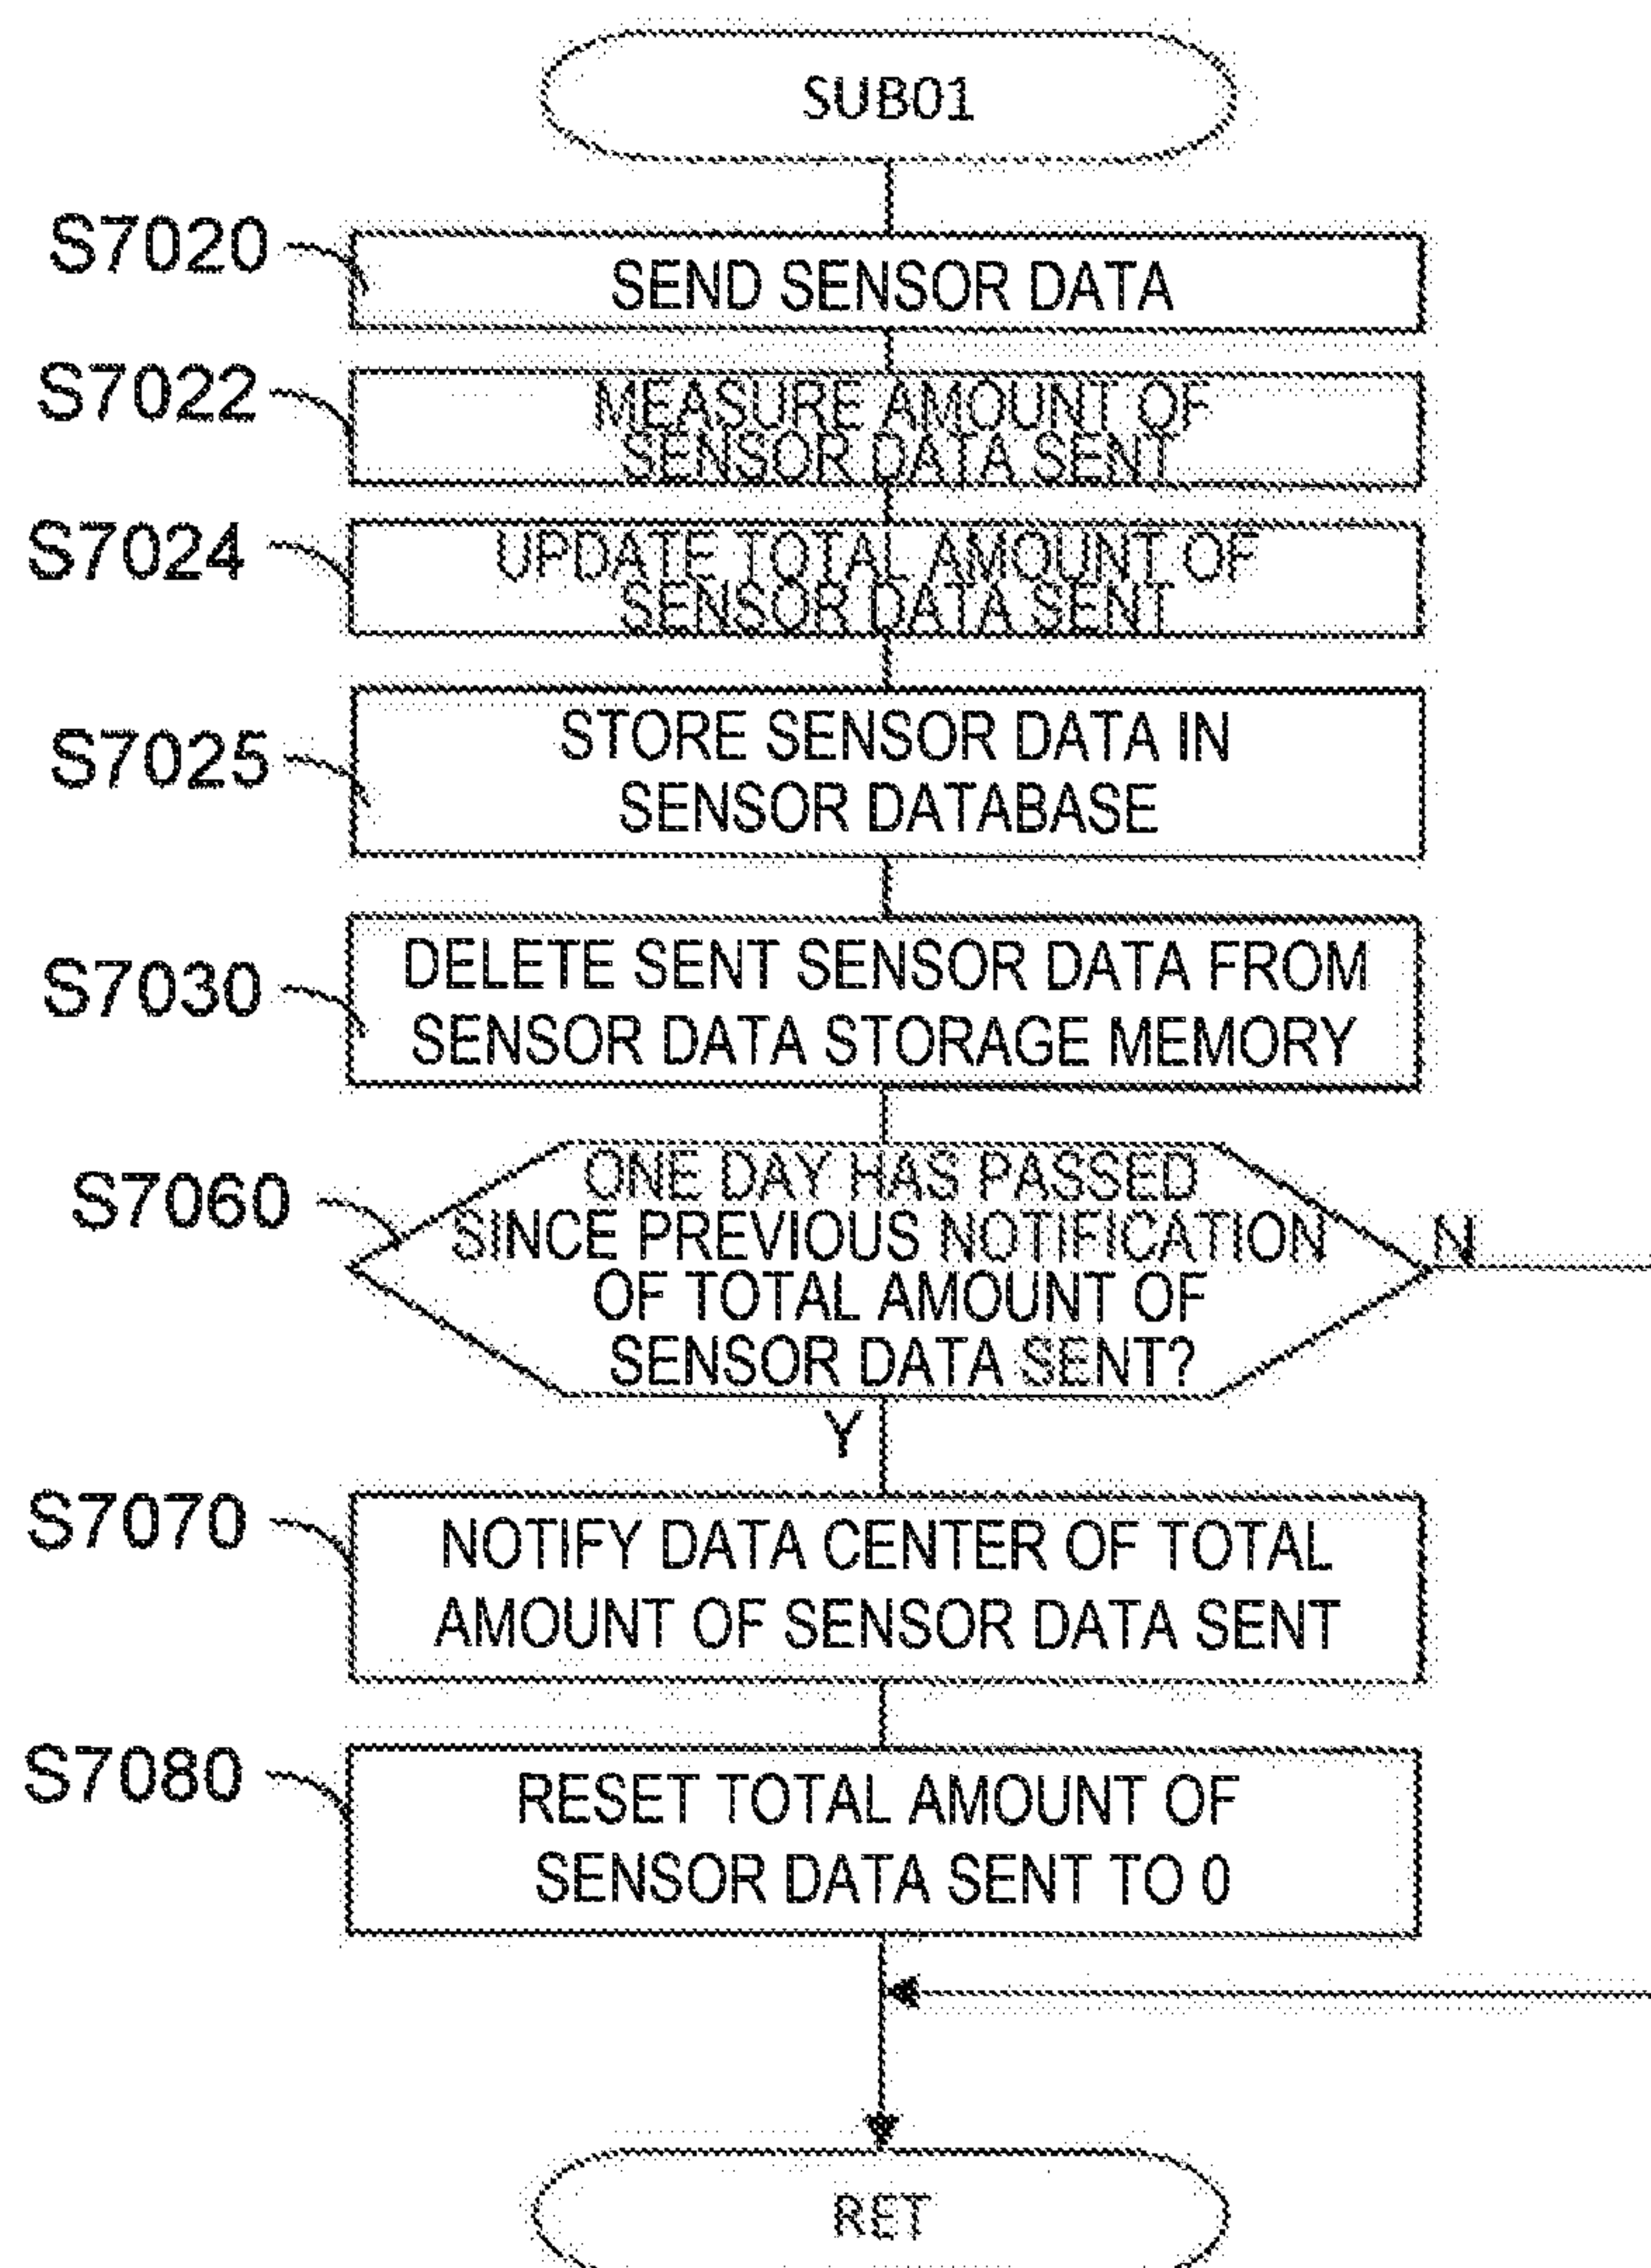 SUB01
S7020
SEND SENSOR DATA
S7022
MEASURE AMOUNT OF
SENSOR DATA SENT
S7024
UPDATE TOTAL AMOUNT OF
SENSOR DATA SENT
S7025
STORE SENSOR DATA IN
SENSOR DATABASE
S7030
DELETE SENT SENSOR DATA FROM
SENSOR DATA STORAGE MEMORY
S7060
ONE DAY HAS PASSED
SINCE PREVIOUS NOTIFICATION
OF TOTAL AMOUNT OF
SENSOR DATA SENT?
N
Y
S7070
NOTIFY DATA CENTER OF TOTAL
AMOUNT OF SENSOR DATA SENT
S7080
RESET TOTAL AMOUNT OF
SENSOR DATA SENT TO 0
RET